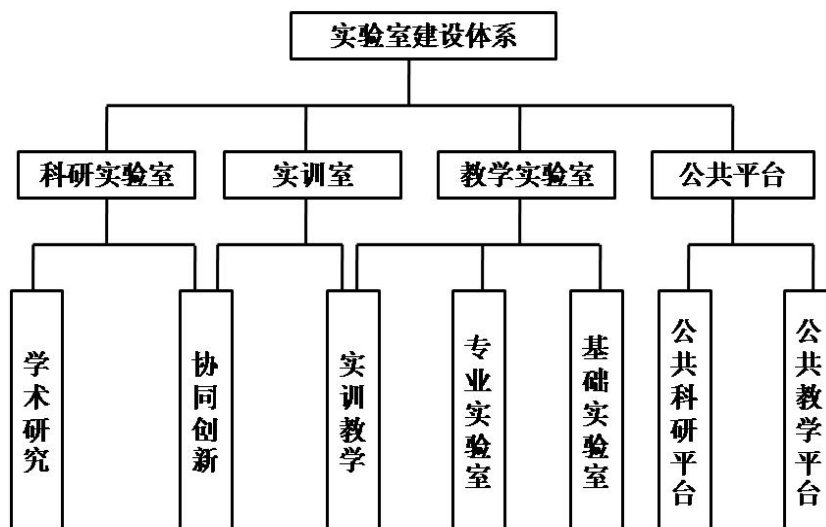 实验室建设体系
科研实验室
实训室
教学实验室
公共平台
学术研究
协同创新
实训教学
专业实验室
基础实验室
公共科研平台
公共教学平台